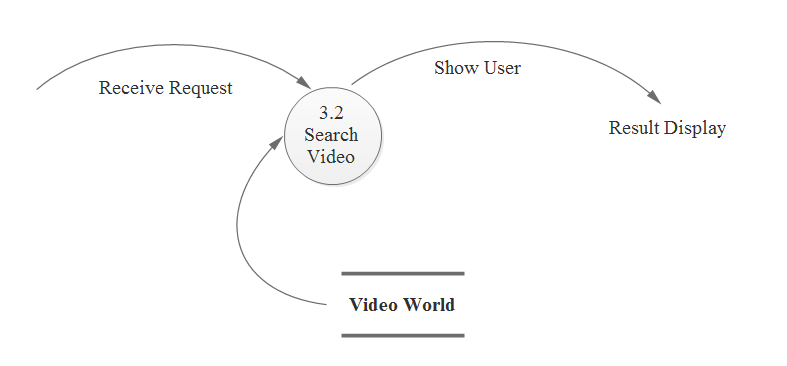 Receive Request
Show User
3.2
Search
Video
Result Display
Video World